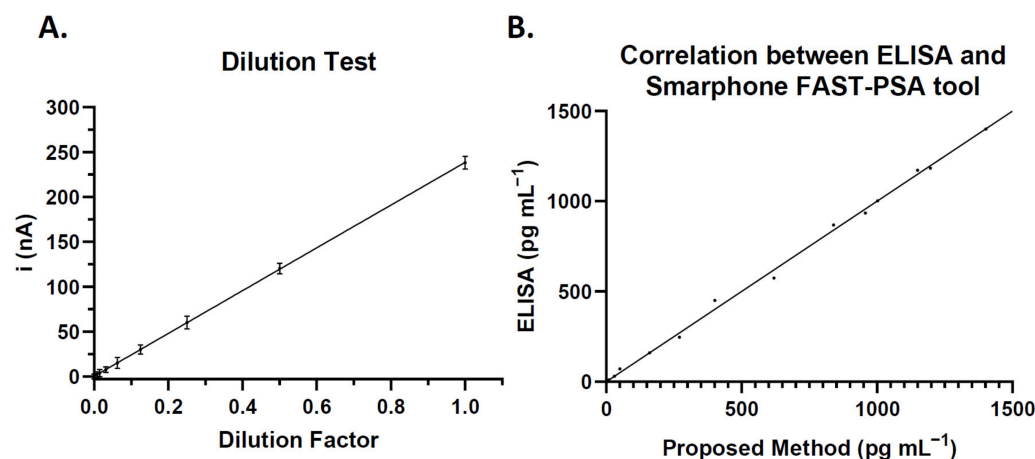 A.
Dilution Test
300
250
200
150
100
50
0
i (nA)
0.0 0.2 0.4 0.6 0.8 1.0
Dilution Factor
B.
Correlation between ELISA and
Smarphone FAST-PSA tool
1500
1000
500
0
ELISA (pg mL⁻¹)
0 500 1000 1500
Proposed Method (pg mL⁻¹)